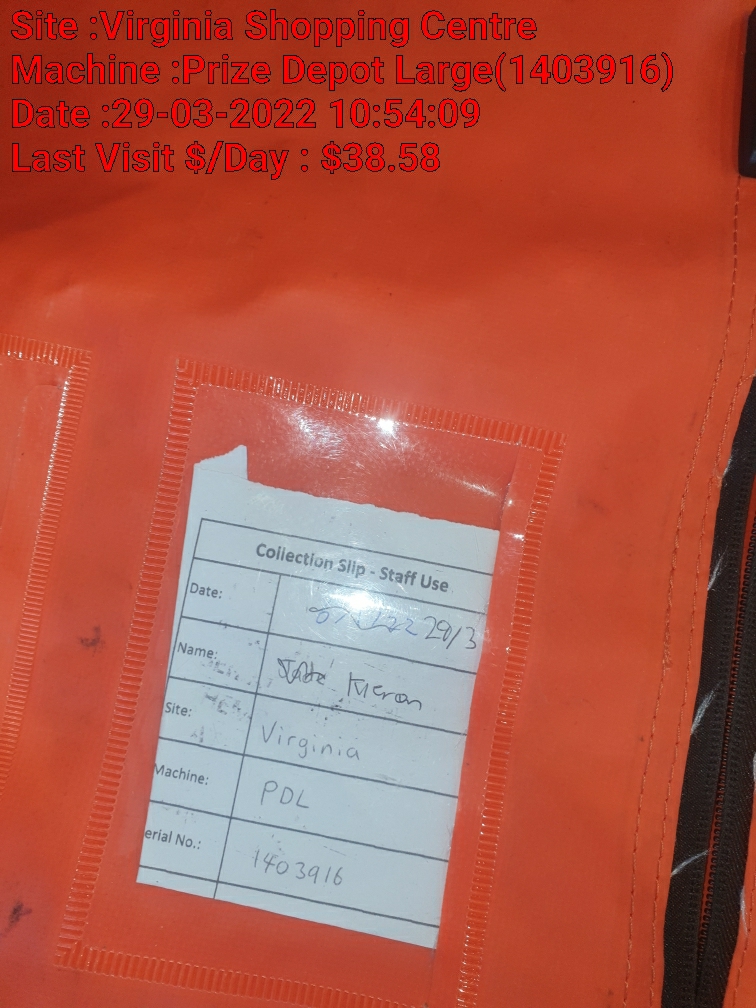 Site :Virginia Shopping Centre
Machine :Prize Depot Large(1403916)
Date :29-03-2022 10:54:09
Last Visit $/Day : $38.58
Collection Slip - Staff Use
Date: 29/3
Name: Kieron
Site: Virginia
Machine: PDL
erial No.: 1403916